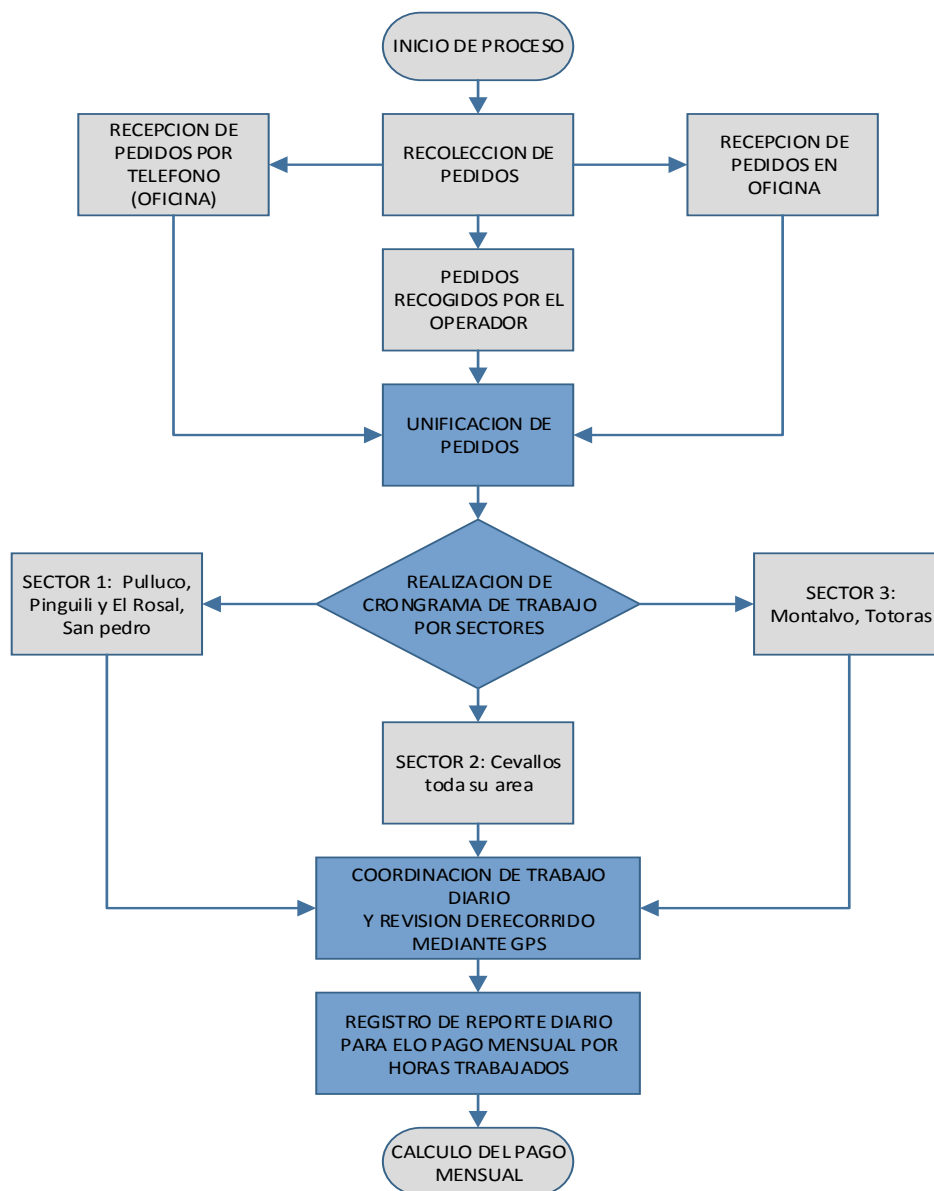 INICIO DE PROCESO
RECEPCION DE
PEDIDOS POR
TELEFONO
(OFICINA)
RECOLECCION DE
PEDIDOS
RECEPCION DE
PEDIDOS EN
OFICINA
PEDIDOS
RECOGIDOS POR EL
OPERADOR
UNIFICACION DE
PEDIDOS
REALIZACION DE
CRONGRAMA DE TRABAJO
POR SECTORES
SECTOR 1: Pulluco,
Pinguili y El Rosal,
San pedro
SECTOR 3:
Montalvo, Totoras
SECTOR 2: Cevallos
toda su area
COORDINACION DE TRABAJO
DIARIO
Y REVISION DERECORRIDO
MEDIANTE GPS
REGISTRO DE REPORTE DIARIO
PARA ELO PAGO MENSUAL POR
HORAS TRABAJADOS
CALCULO DEL PAGO
MENSUAL